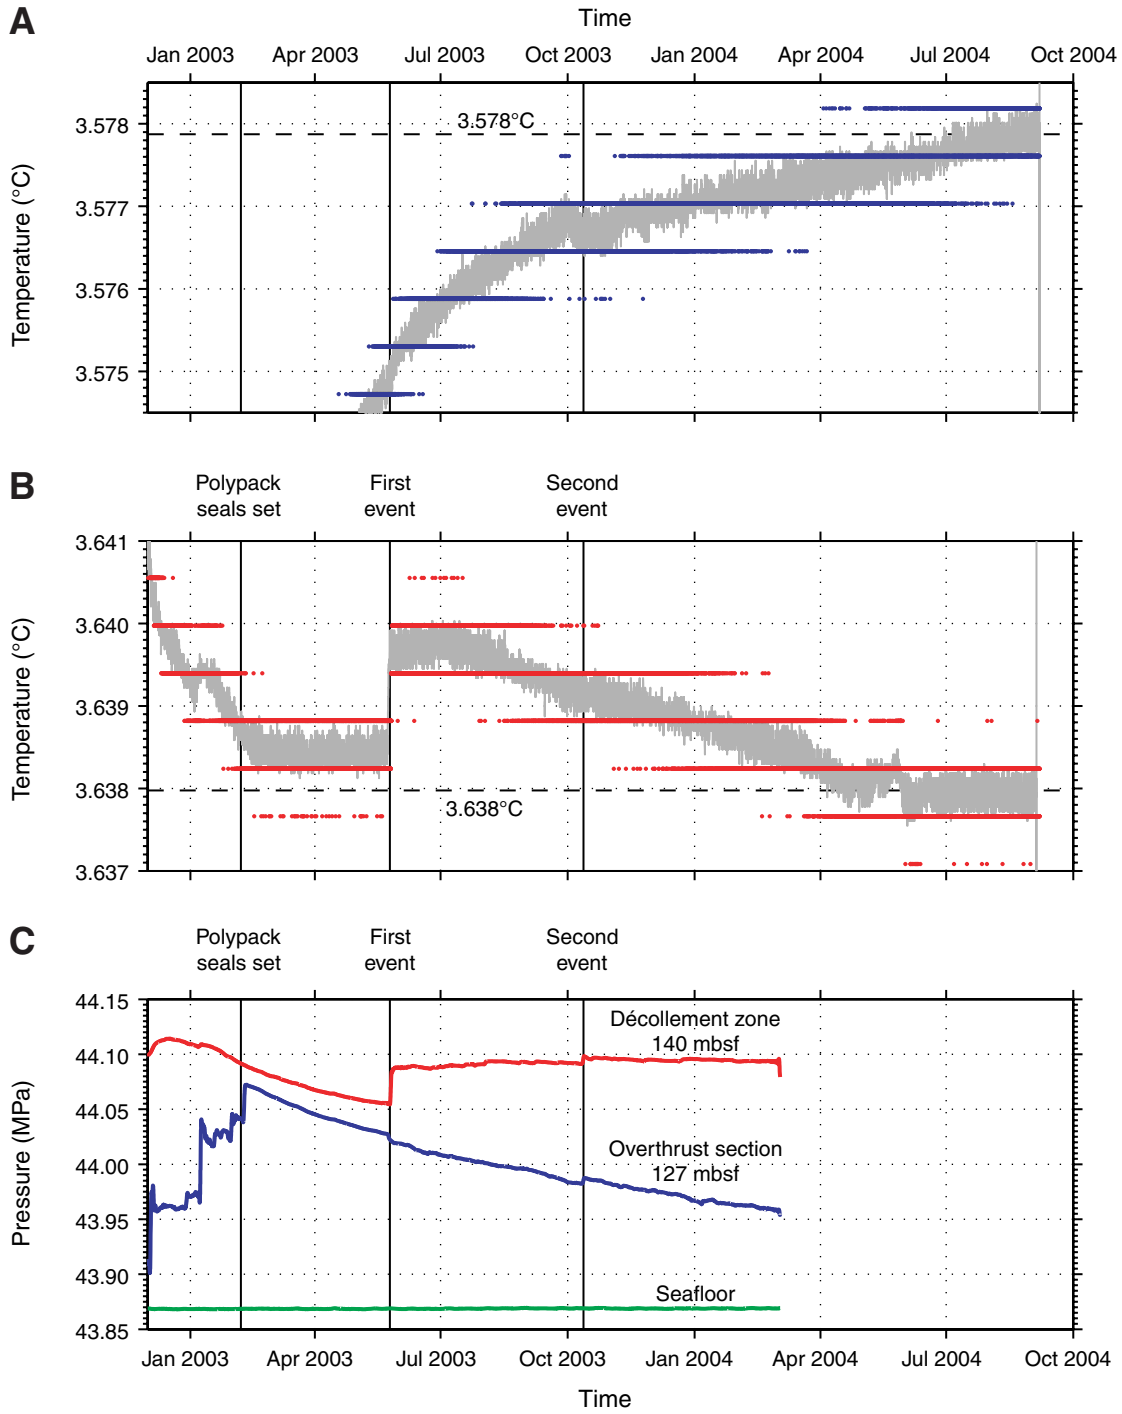 A
Time
Jan 2003 Apr 2003 Jul 2003 Oct 2003 Jan 2004 Apr 2004 Jul 2004 Oct 2004
3.578°C
3.578
3.577
3.576
3.575
Temperature (°C)
B
Polypack
seals set
First
event
Second
event
3.641
3.640
3.639
3.638
3.637
3.638°C
Temperature (°C)
C
Polypack
seals set
First
event
Second
event
44.15
44.10
44.05
44.00
43.95
43.90
43.85
Pressure (MPa)
Décollement zone
140 mbsf
Overthrust section
127 mbsf
Seafloor
Jan 2003 Apr 2003 Jul 2003 Oct 2003 Jan 2004 Apr 2004 Jul 2004 Oct 2004
Time